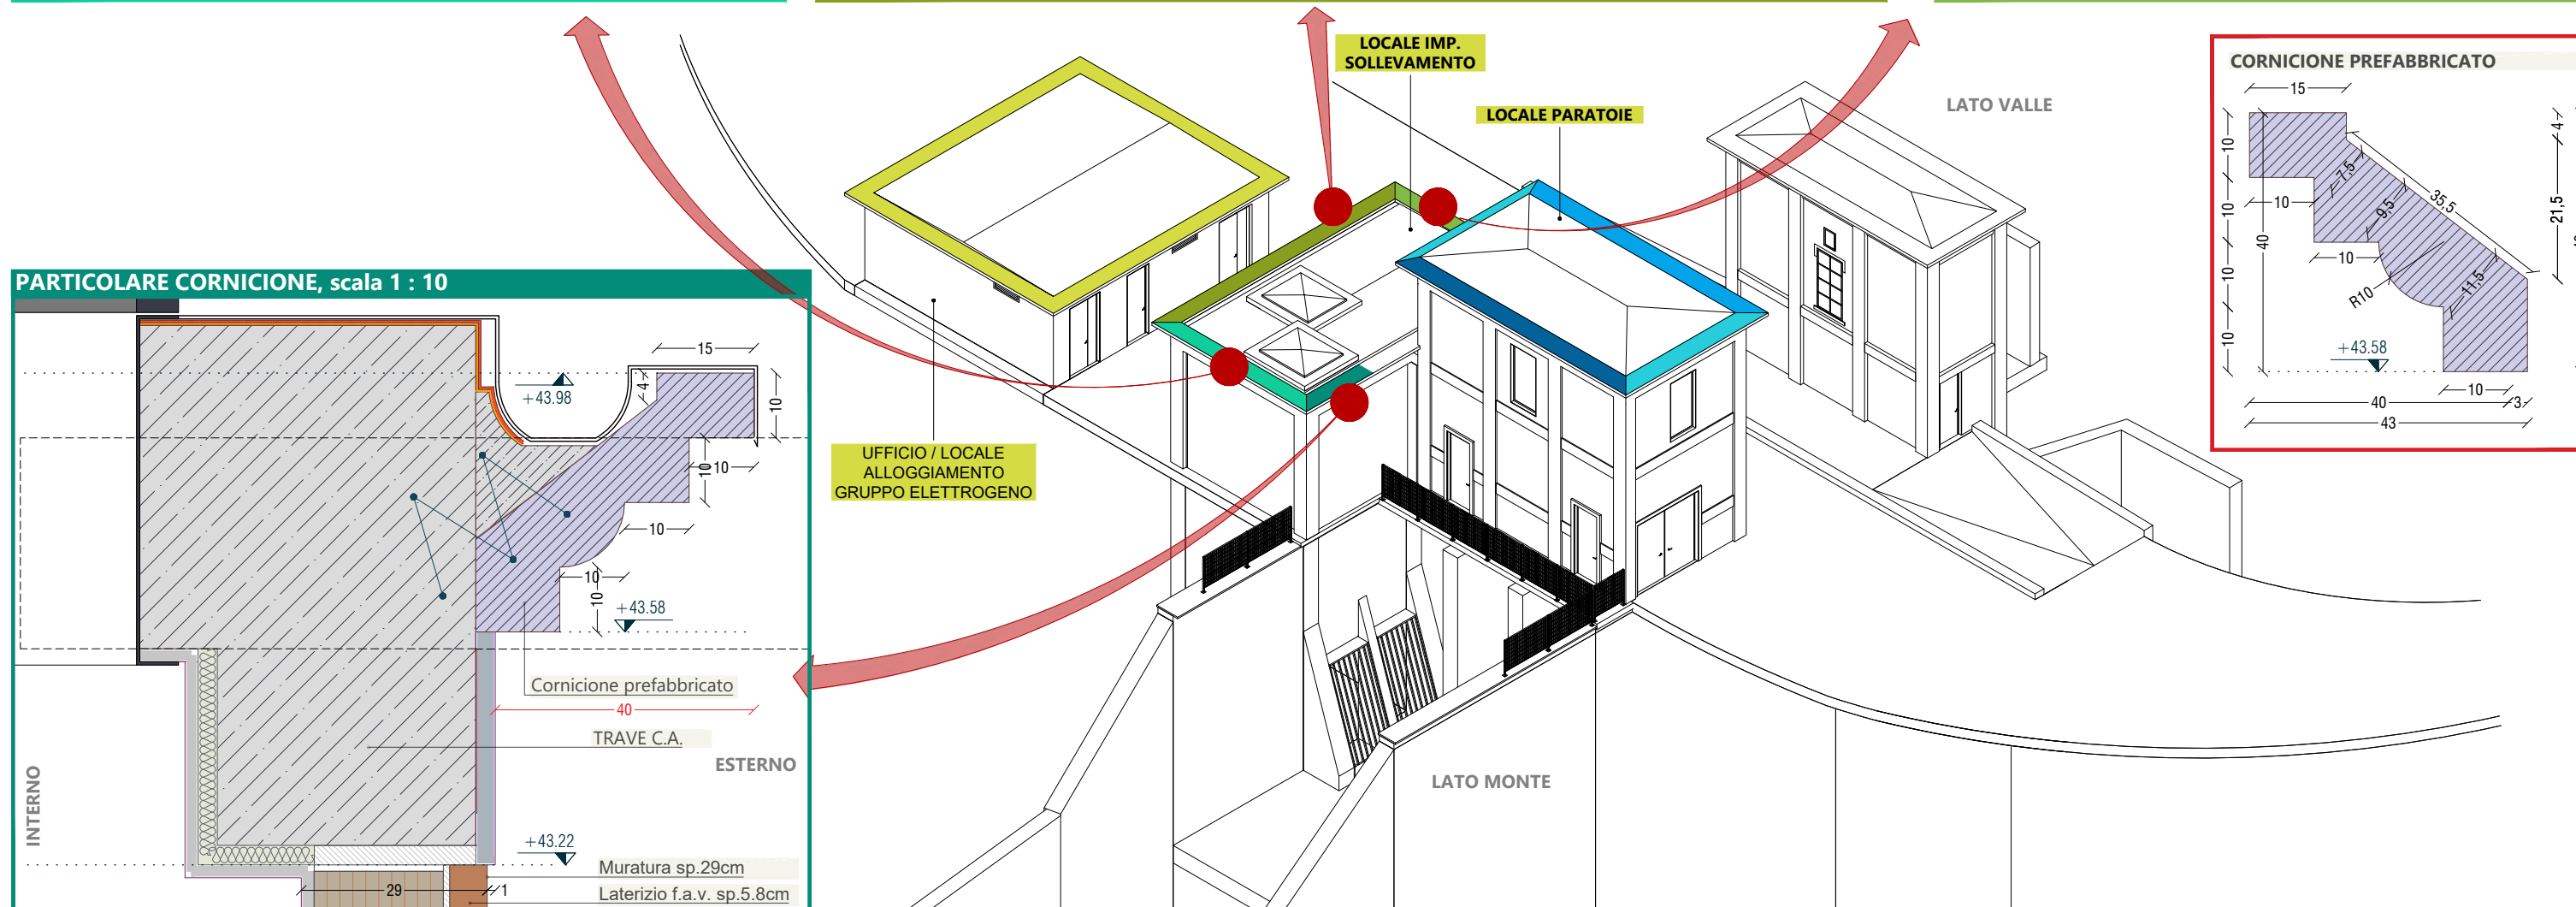 LOCALE IMP.
SOLLEVAMENTO
LOCALE PARATOIE
LATO VALLE
CORNICIONE PREFABBRICATO
15
10
10
10
10
40
10
10
7,5
9,5
35,5
11,5
R10
4
21,5
+43.58
10
40
3
43
PARTICOLARE CORNICIONE, scala 1 : 10
15
4
+43.98
10
10
10
10
10
10
+43.58
Cornicione prefabbricato
40
TRAVE C.A.
ESTERNO
INTERNO
+43.22
Muratura sp.29cm
29
1
Laterizio f.a.v. sp.5.8cm
UFFICIO / LOCALE
ALLOGGIAMENTO
GRUPPO ELETTROGENO
LATO MONTE